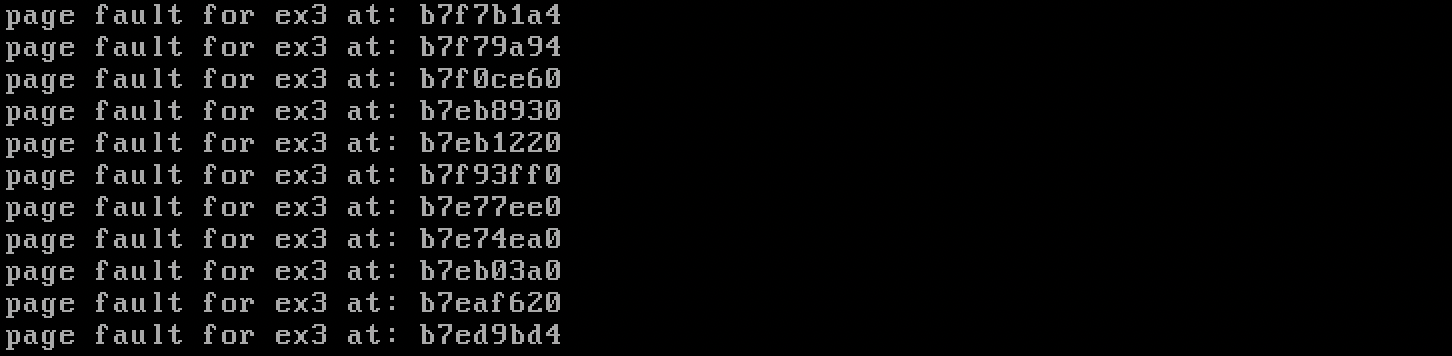 page fault for ex3 at: b7f7b1a4
page fault for ex3 at: b7f79a94
page fault for ex3 at: b7f0ce60
page fault for ex3 at: b7eb8930
page fault for ex3 at: b7eb1220
page fault for ex3 at: b7f93ff0
page fault for ex3 at: b7e77ee0
page fault for ex3 at: b7e74ea0
page fault for ex3 at: b7eb03a0
page fault for ex3 at: b7eaf620
page fault for ex3 at: b7ed9bd4